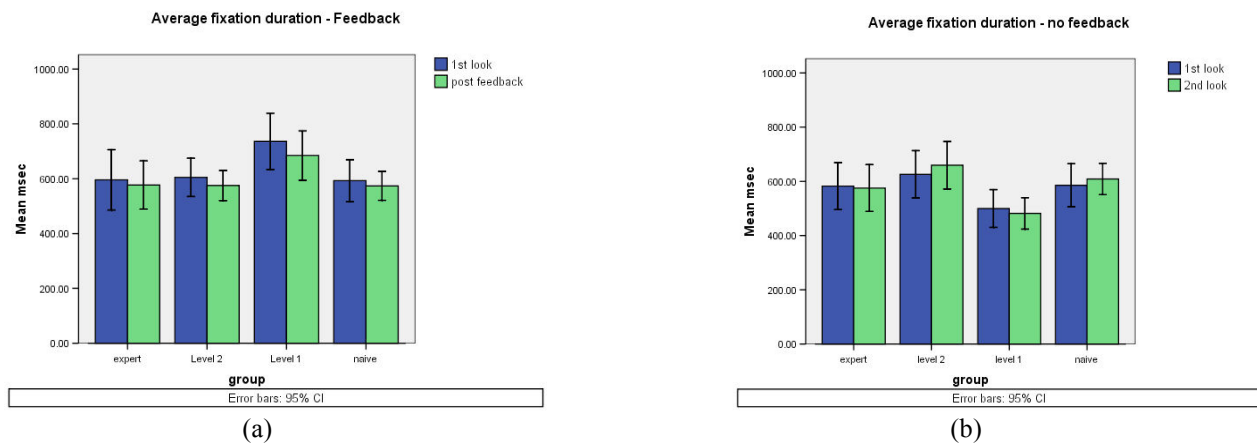 Average fixation duration - Feedback
1st look
post feedback
1000.00
800.00
600.00
400.00
200.00
0.00
Mean msec
expert
Level 2
Level 1
naive
group
Error bars: 95% CI
(a)
Average fixation duration - no feedback
1st look
2nd look
1000.00
800.00
600.00
400.00
200.00
0.00
Mean msec
expert
level 2
level 1
naive
group
Error bars: 95% CI
(b)